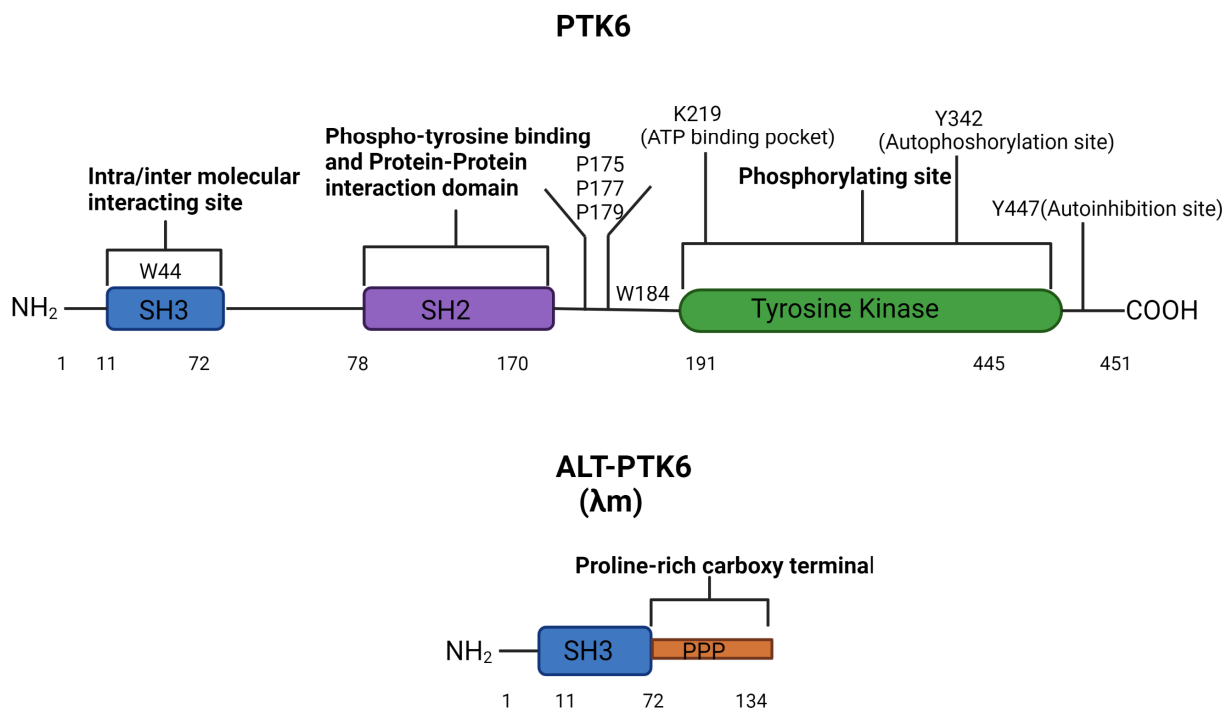 PTK6
K219
(ATP binding pocket)
Y342
(Autophoshorylation site)
Phospho-tyrosine binding
and Protein-Protein
interaction domain
P175
P177
P179
Intra/inter molecular
interacting site
Phosphorylating site
Y447(Autoinhibition site)
W44
W184
NH2
SH3
SH2
Tyrosine Kinase
COOH
1 11 72 78 170 191 445 451
ALT-PTK6
(λm)
Proline-rich carboxy terminal
NH2
SH3
PPP
1 11 72 134